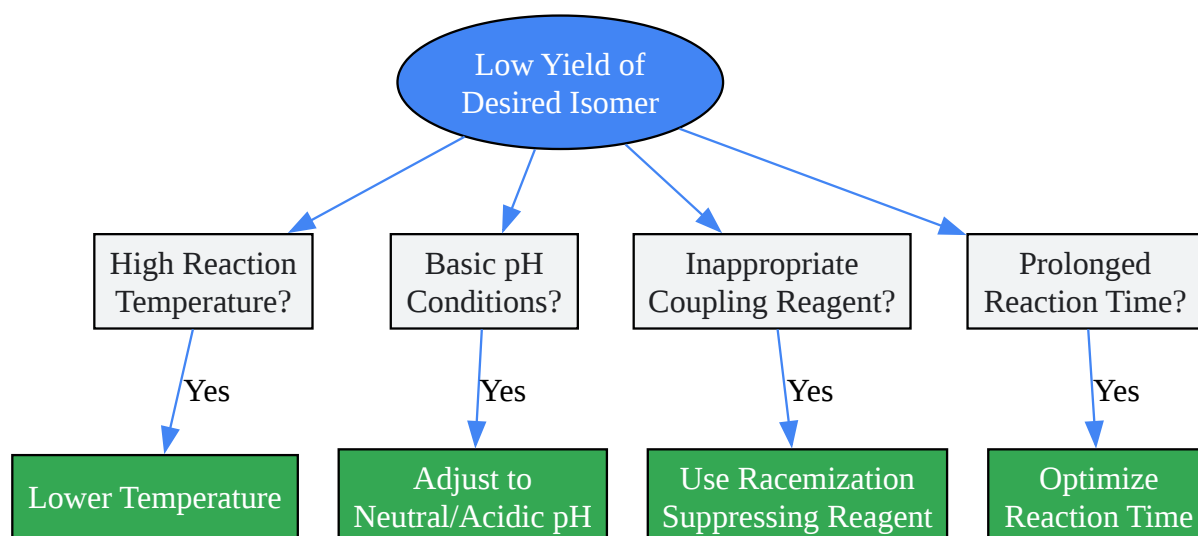 Low Yield of
Desired Isomer
High Reaction
Temperature?
Basic pH
Conditions?
Inappropriate
Coupling Reagent?
Prolonged
Reaction Time?
Yes
Yes
Yes
Yes
Lower Temperature
Adjust to
Neutral/Acidic pH
Use Racemization
Suppressing Reagent
Optimize
Reaction Time